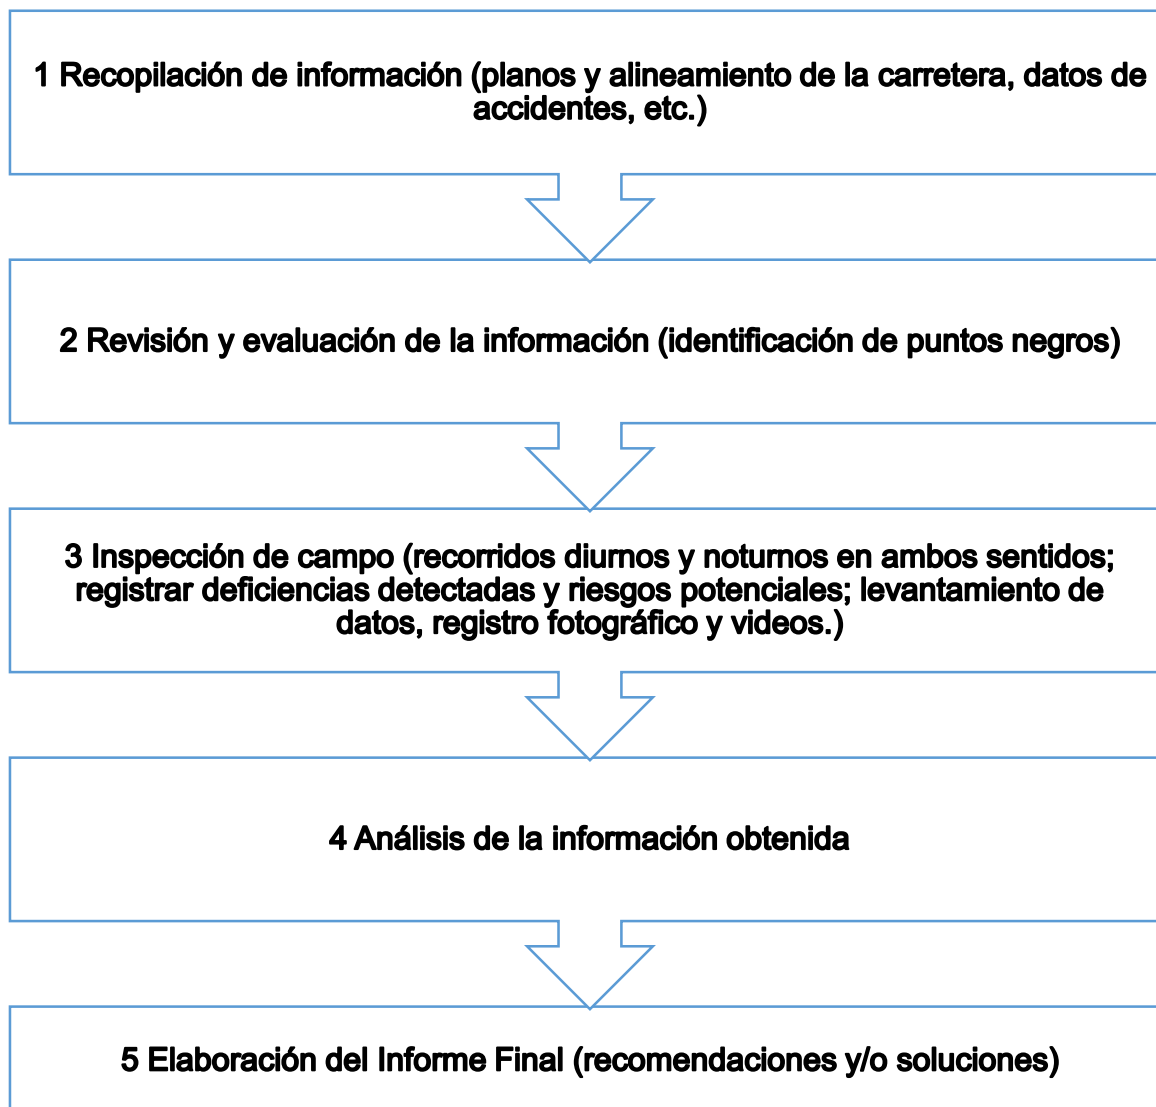 1 Recopilación de información (planos y alineamiento de la carretera, datos de
accidentes, etc.)
2 Revisión y evaluación de la información (identificación de puntos negros)
3 Inspección de campo (recorridos diurnos y noturnos en ambos sentidos;
registrar deficiencias detectadas y riesgos potenciales; levantamiento de
datos, registro fotográfico y videos.)
4 Análisis de la información obtenida
5 Elaboración del Informe Final (recomendaciones y/o soluciones)